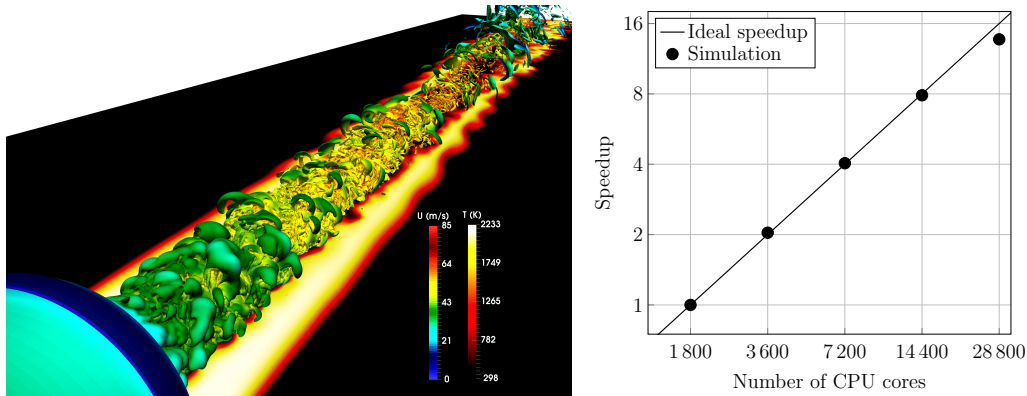 U (m/s) T (K)
85 2233
64 1749
43 1265
21 782
0 298
Ideal speedup
Simulation
Speedup
16
8
4
2
1
1 800 3 600 7 200 14 400 28 800
Number of CPU cores